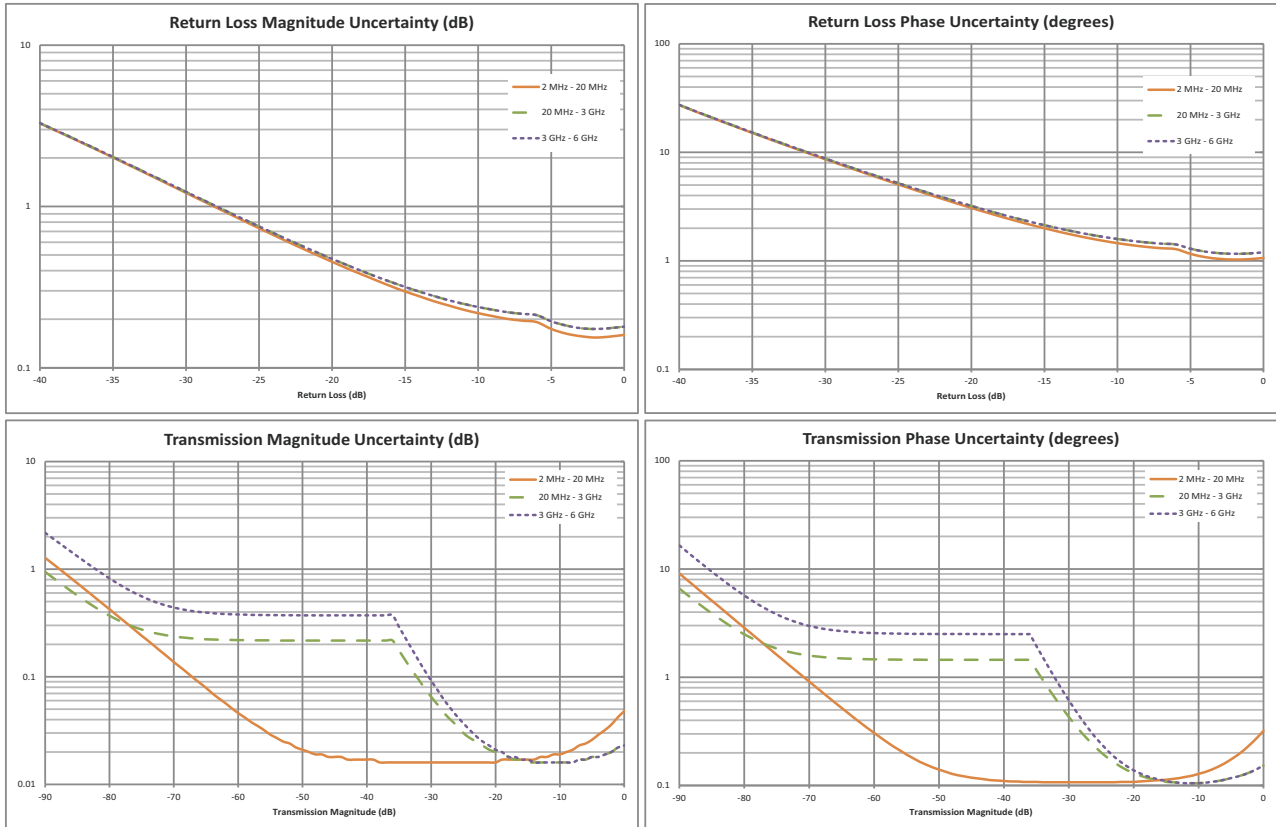 Return Loss Magnitude Uncertainty (dB)
10
1
0.1
2 MHz - 20 MHz
20 MHz - 3 GHz
3 GHz - 6 GHz
-40 -35 -30 -25 -20 -15 -10 -5 0
Return Loss (dB)
Return Loss Phase Uncertainty (degrees)
100
10
1
0.1
2 MHz - 20 MHz
20 MHz - 3 GHz
3 GHz - 6 GHz
-40 -35 -30 -25 -20 -15 -10 -5 0
Return Loss (dB)
Transmission Magnitude Uncertainty (dB)
10
1
0.1
0.01
2 MHz - 20 MHz
20 MHz - 3 GHz
3 GHz - 6 GHz
-90 -80 -70 -60 -50 -40 -30 -20 -10 0
Transmission Magnitude (dB)
Transmission Phase Uncertainty (degrees)
100
10
1
0.1
2 MHz - 20 MHz
20 MHz - 3 GHz
3 GHz - 6 GHz
-90 -80 -70 -60 -50 -40 -30 -20 -10 0
Transmission Magnitude (dB)